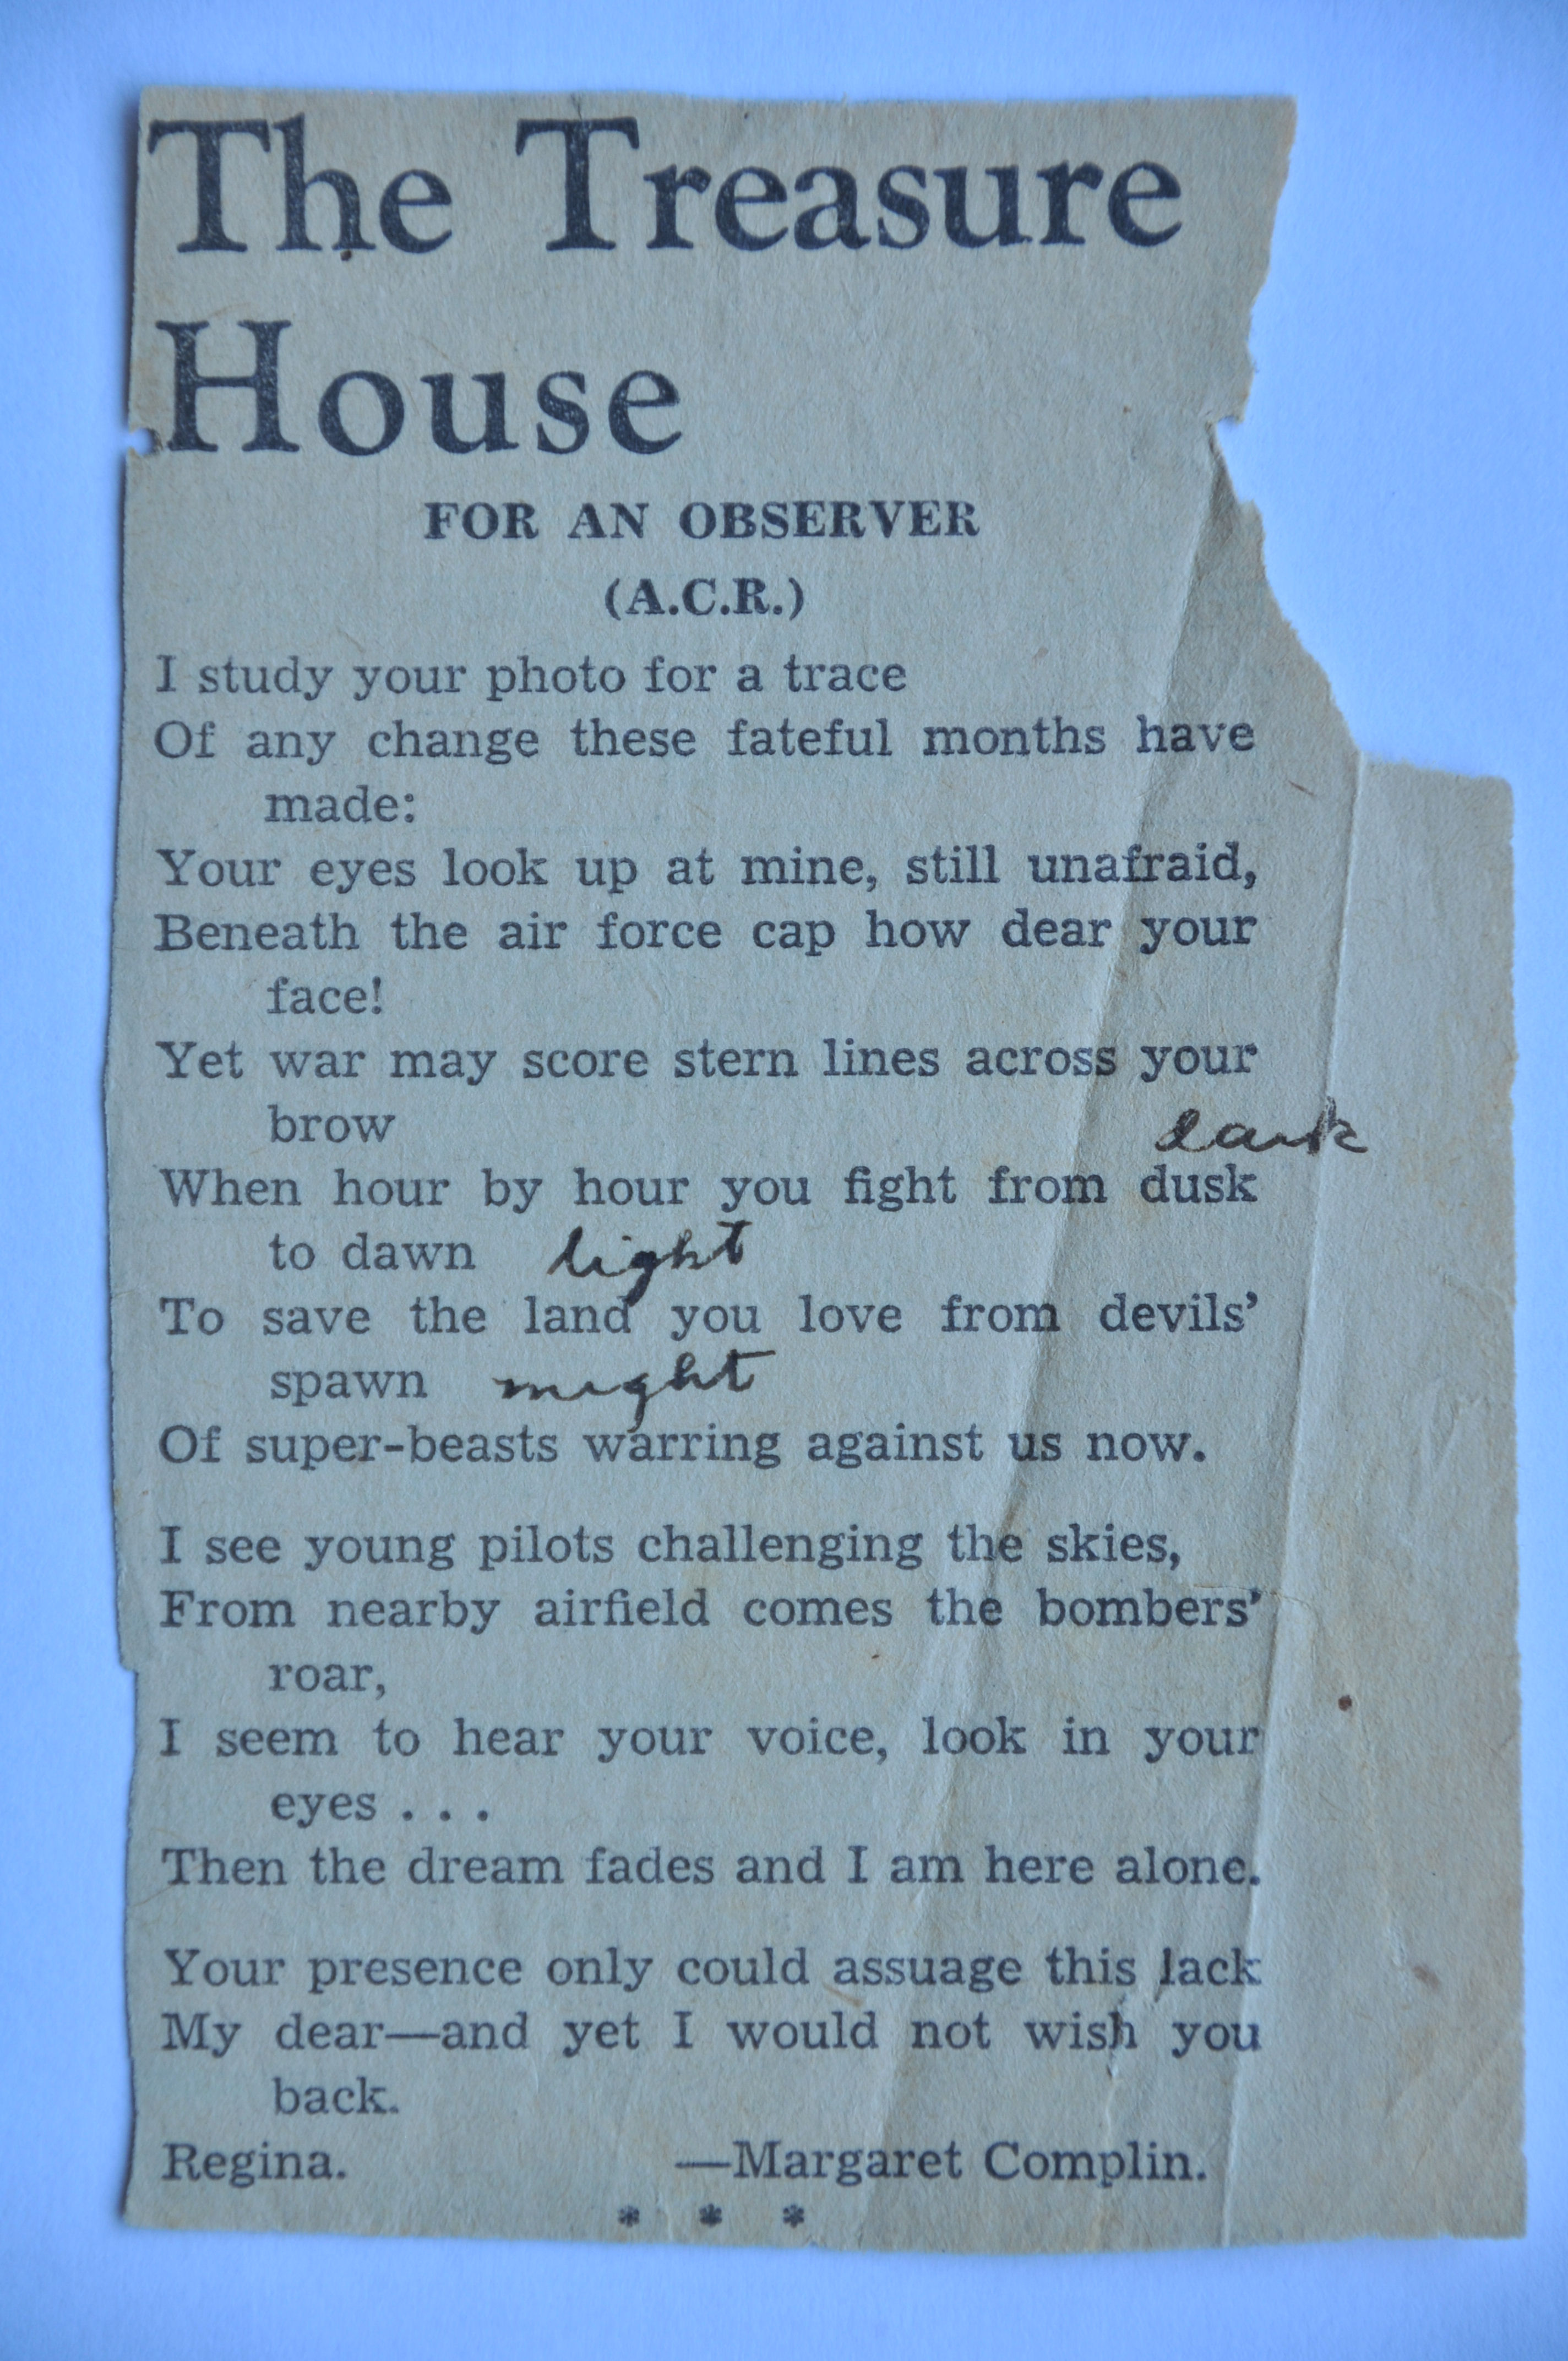 The Treasure
House
FOR AN OBSERVER
(A.C.R.)
I study your photo for a trace
Of any change these fateful months have
made:
Your eyes look up at mine, still unafraid,
Beneath the air force cap how dear your
face!
Yet war may score stern lines across your
brow
dark
When hour by hour you fight from dusk
to dawn light
To save the land you love from devils'
spawn might
Of super-beasts warring against us now.
I see young pilots challenging the skies,
From nearby airfield comes the bombers'
roar,
I seem to hear your voice, look in your
eyes . . .
Then the dream fades and I am here alone.
Your presence only could assuage this lack
My dear—and yet I would not wish you
back.
Regina. —Margaret Complin.
* * *